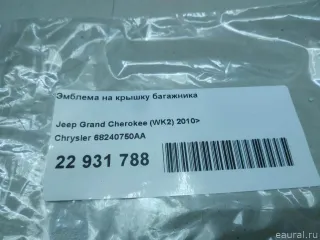 Эмблема на крышку багажника
Jeep Grand Cherokee (WK2) 2010>
Chrysler 68240750AA
22 931 788
eaural.ru